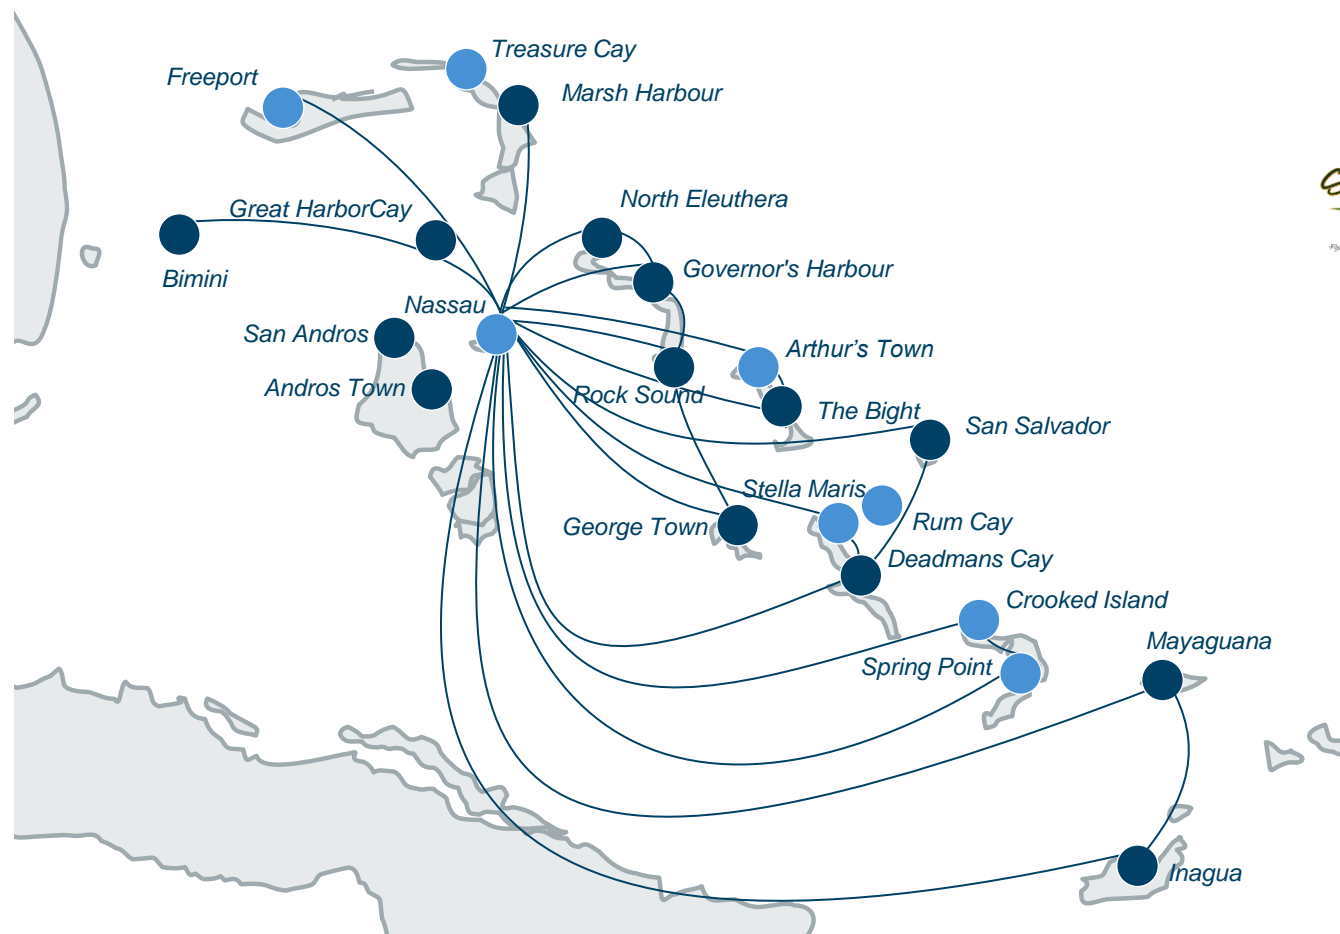 Treasure Cay
Freeport
Marsh Harbour
North Eleuthera
Great HarborCay
Governor's Harbour
Bimini
Nassau
San Andros
Arthur’s Town
Andros Town
Rock Sound
The Bight
San Salvador
Stella Maris
Rum Cay
George Town
Deadmans Cay
Crooked Island
Mayaguana
Spring Point
Inagua